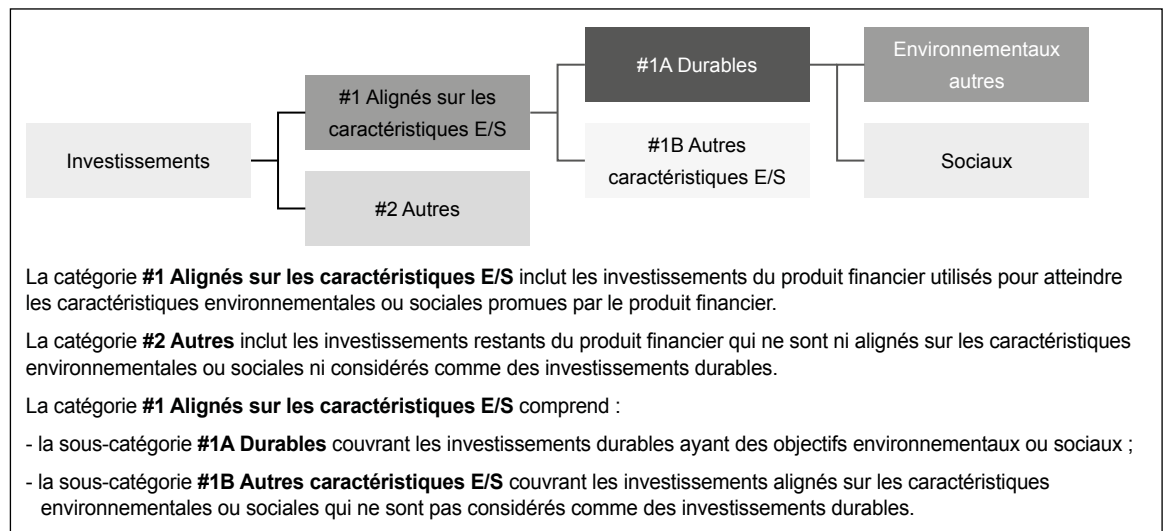 Investissements
#1 Alignés sur les
caractéristiques E/S
#2 Autres
#1A Durables
#1B Autres
caractéristiques E/S
Environnementaux
autres
Sociaux
La catégorie #1 Alignés sur les caractéristiques E/S inclut les investissements du produit financier utilisés pour atteindre
les caractéristiques environnementales ou sociales promues par le produit financier.
La catégorie #2 Autres inclut les investissements restants du produit financier qui ne sont ni alignés sur les caractéristiques
environnementales ou sociales ni considérés comme des investissements durables.
La catégorie #1 Alignés sur les caractéristiques E/S comprend :
- la sous-catégorie #1A Durables couvrant les investissements durables ayant des objectifs environnementaux ou sociaux ;
- la sous-catégorie #1B Autres caractéristiques E/S couvrant les investissements alignés sur les caractéristiques
environnementales ou sociales qui ne sont pas considérés comme des investissements durables.